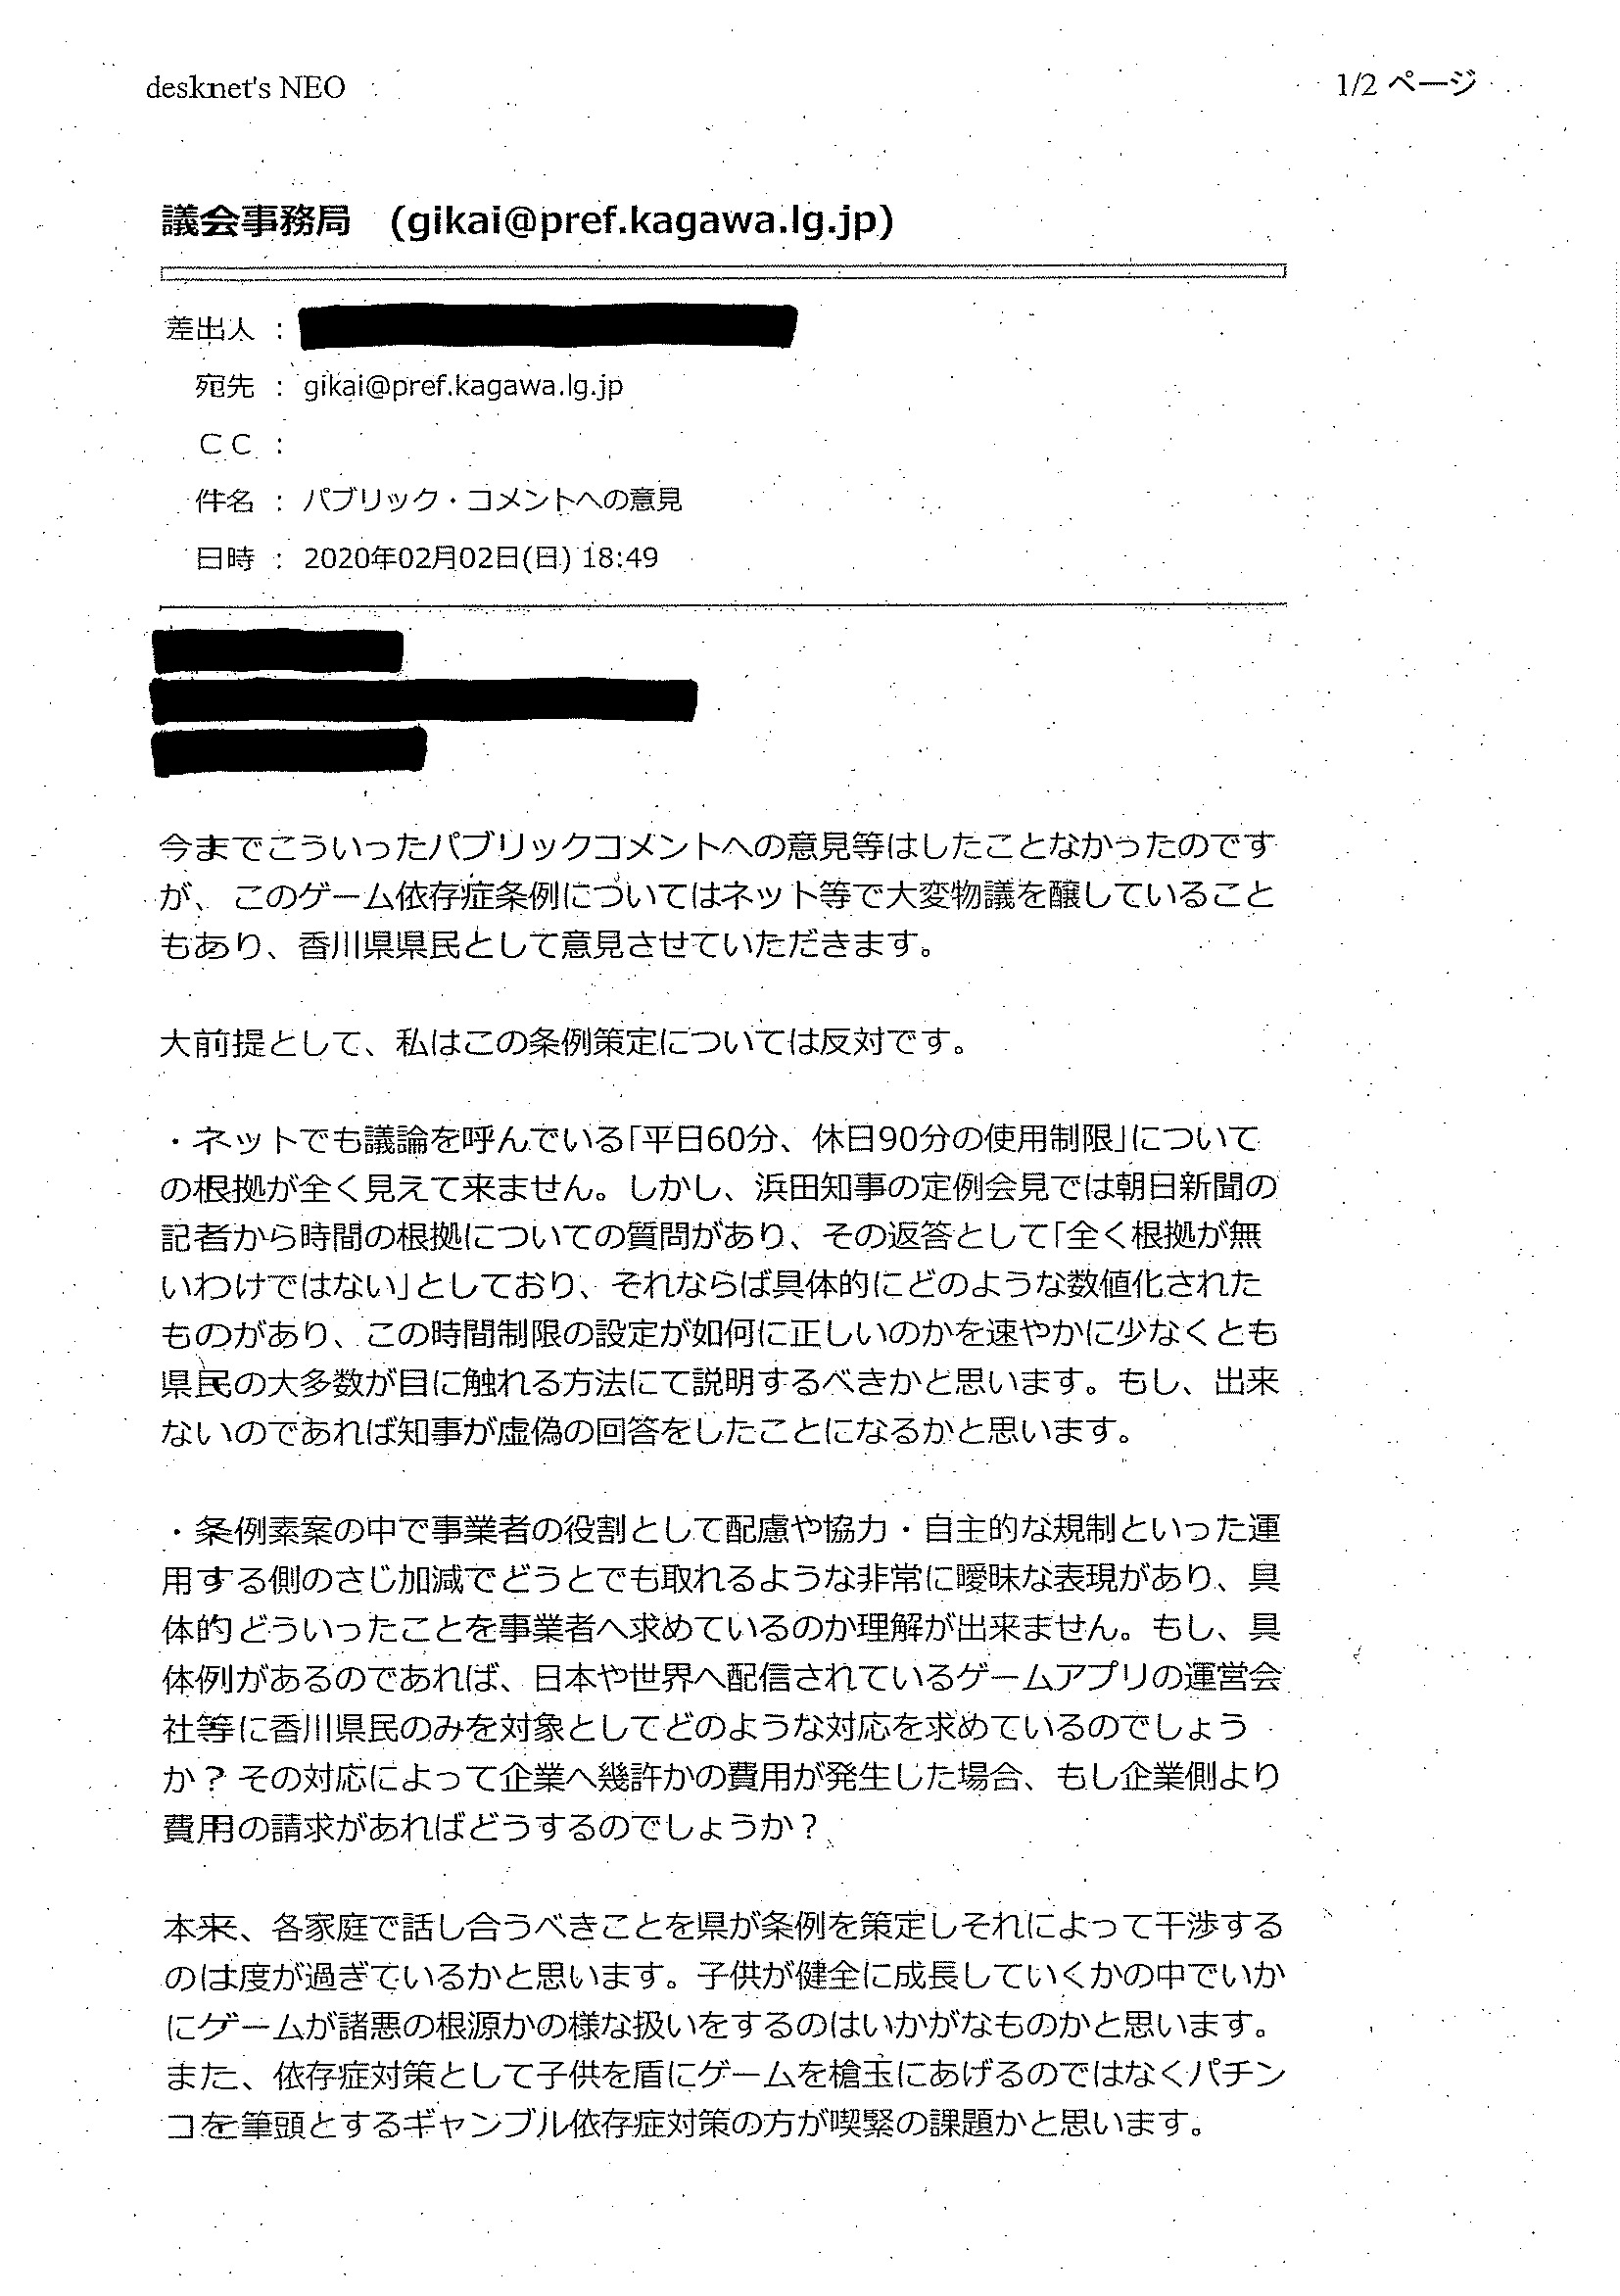 desknet's NEO
1/2 ページ
議会事務局 (gikai@pref.kagawa.lg.jp)
差出人 :
宛先 : gikai@pref.kagawa.lg.jp
ＣＣ :
件名 : パブリック・コメントへの意見
日時 : 2020年02月02日(日) 18:49
今までこういったパブリックコメントへの意見等はしたことなかったのです
が、このゲーム依存症条例についてはネット等で大変物議を醸していること
もあり、香川県県民として意見させていただきます。
大前提として、私はこの条例策定については反対です。
・ネットでも議論を呼んでいる「平日60分、休日90分の使用制限」について
の根拠が全く見えて来ません。しかし、浜田知事の定例会見では朝日新聞の
記者から時間の根拠についての質問があり、その返答として「全く根拠が無
いわけではない」としており、それならば具体的にどのような数値化された
ものがあり、この時間制限の設定が如何に正しいのかを速やかに少なくとも
県民の大多数が目に触れる方法にて説明するべきかと思います。もし、出来
ないのであれば知事が虚偽の回答をしたことになるかと思います。
・条例素案の中で事業者の役割として配慮や協力・自主的な規制といった運
用する側のさじ加減でどうとでも取れるような非常に曖昧な表現があり、具
体的どういったことを事業者へ求めているのか理解が出来ません。もし、具
体例があるのであれば、日本や世界へ配信されているゲームアプリの運営会
社等に香川県民のみを対象としてどのような対応を求めているのでしょう
か？その対応によって企業へ幾許かの費用が発生した場合、もし企業側より
費用の請求があればどうするのでしょうか？
本来、各家庭で話し合うべきことを県が条例を策定しそれによって干渉する
のは度が過ぎているかと思います。子供が健全に成長していくかの中でいか
にゲームが諸悪の根源かの様な扱いをするのはいかがなものかと思います。
また、依存症対策として子供を盾にゲームを槍玉にあげるのではなくパチン
コを筆頭とするギャンブル依存症対策の方が喫緊の課題かと思います。